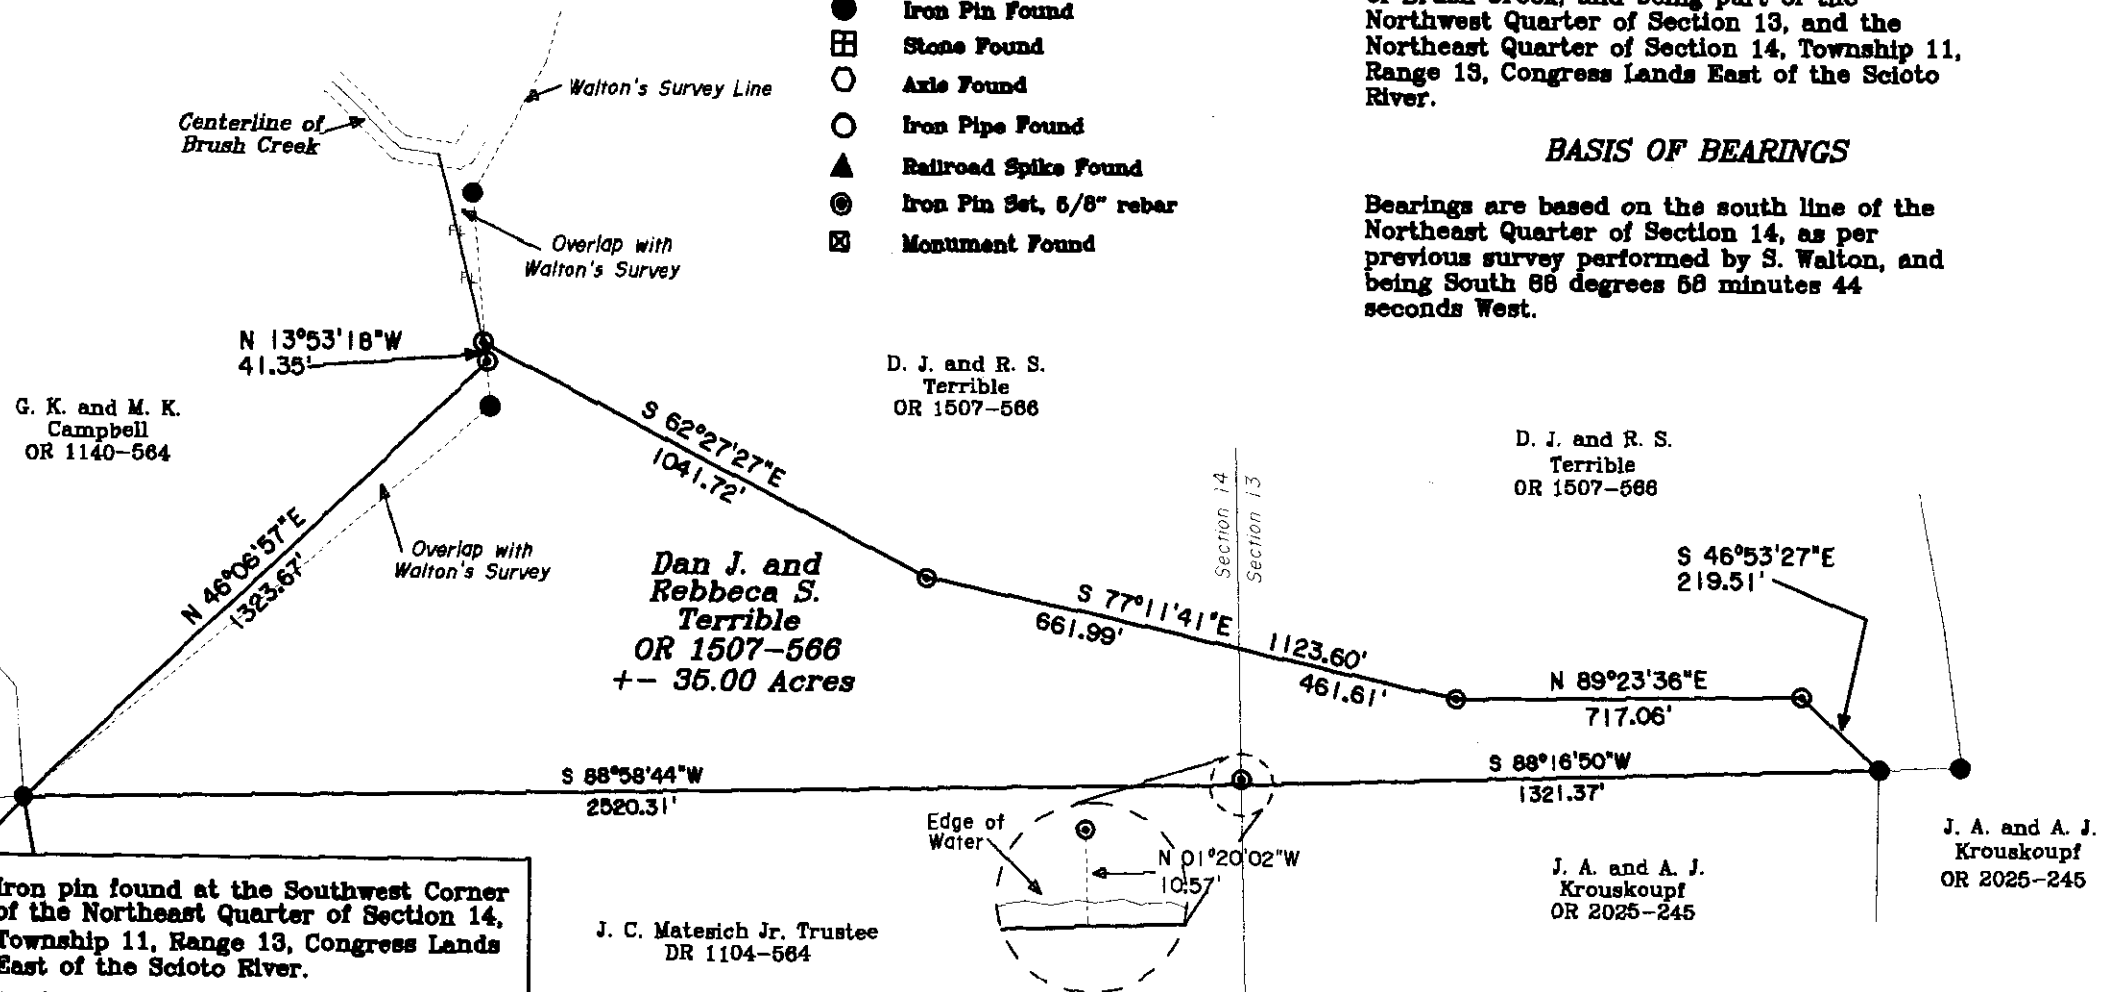 Iron Pin Found
Stone Found
Axle Found
Iron Pipe Found
Railroad Spike Found
Iron Pin Set, 5/8" rebar
Monument Found
of Brush Creek, and being part of the
Northwest Quarter of Section 13, and the
Northeast Quarter of Section 14, Township 11,
Range 13, Congress Lands East of the Scioto
River.
BASIS OF BEARINGS
Bearings are based on the south line of the
Northeast Quarter of Section 14, as per
previous survey performed by S. Walton, and
being South 88 degrees 58 minutes 44
seconds West.
Walton's Survey Line
Centerline of
Brush Creek
Overlap with
Walton's Survey
N 13°53'18"W
41.35'
G. K. and M. K.
Campbell
OR 1140-564
D. J. and R. S.
Terrible
OR 1507-566
S 62°27'27"E
1041.72'
D. J. and R. S.
Terrible
OR 1507-566
Section 14
Section 13
N 46°06'57"E
1323.67'
Overlap with
Walton's Survey
Dan J. and
Rebbeca S.
Terrible
OR 1507-566
+- 35.00 Acres
S 77°11'41"E
661.99'
1123.60'
461.61'
S 46°53'27"E
219.51'
N 89°23'36"E
717.06'
S 88°58'44"W
2520.31'
S 88°16'50"W
1321.37'
Edge of
Water
N 01°20'02"W
10.57'
J. A. and A. J.
Krouskoupf
OR 2025-245
J. A. and A. J.
Krouskoupf
OR 2025-245
J. C. Matesich Jr. Trustee
DR 1104-564
Iron pin found at the Southwest Corner
of the Northeast Quarter of Section 14,
Township 11, Range 13, Congress Lands
East of the Scioto River.